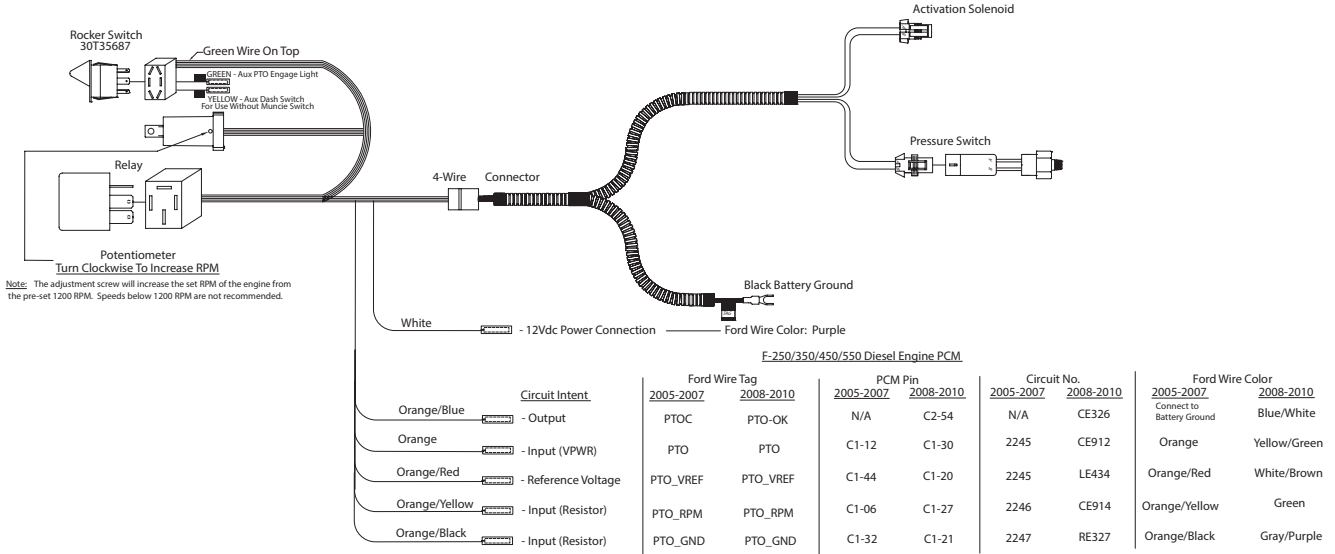 Activation Solenoid
Rocker Switch
30T35687
Green Wire On Top
GREEN - Aux PTO Engage Light
YELLOW - Aux Dash Switch
For Use Without Muncie Switch
Pressure Switch
Relay
4-Wire Connector
Potentiometer
Turn Clockwise To Increase RPM
Note: The adjustment screw will increase the set RPM of the engine from
the pre-set 1200 RPM. Speeds below 1200 RPM are not recommended.
Black Battery Ground
White - 12Vdc Power Connection Ford Wire Color: Purple
F-250/350/450/550 Diesel Engine PCM
Ford Wire Tag PCM Pin Circuit No. Ford Wire Color
Circuit Intent 2005-2007 2008-2010 2005-2007 2008-2010 2005-2007 2008-2010 2005-2007 2008-2010
Orange/Blue - Output PTOC PTO-OK N/A C2-54 N/A CE326 Connect to Battery Ground Blue/White
Orange - Input (VPWR) PTO PTO C1-12 C1-30 2245 CE912 Orange Yellow/Green
Orange/Red - Reference Voltage PTO_VREF PTO_VREF C1-44 C1-20 2245 LE434 Orange/Red White/Brown
Orange/Yellow - Input (Resistor) PTO_RPM PTO_RPM C1-06 C1-27 2246 CE914 Orange/Yellow Green
Orange/Black - Input (Resistor) PTO_GND PTO_GND C1-32 C1-21 2247 RE327 Orange/Black Gray/Purple